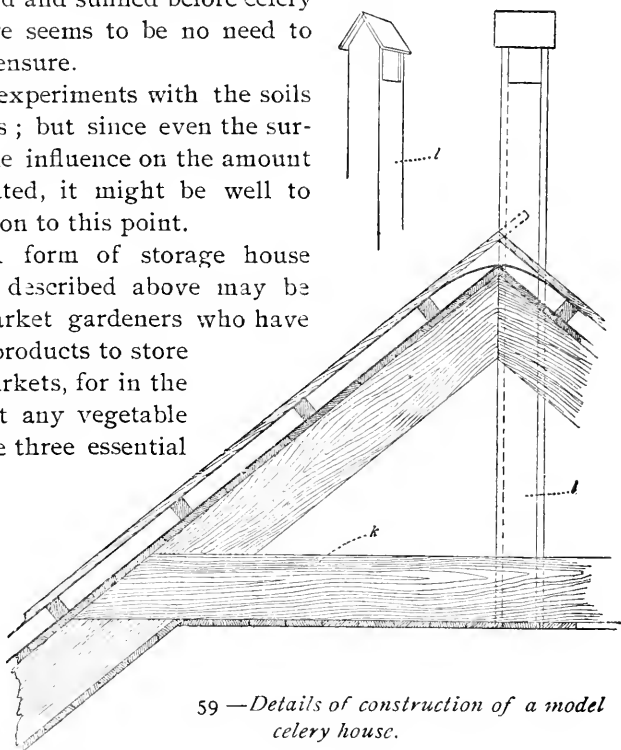 and sunned before celery
re seems to be no need to
ensure.
experiments with the soils
s ; but since even the sur-
e influence on the amount
ted, it might be well to
on to this point.
form of storage house
described above may be
rket gardeners who have
products to store
rkets, for in the
t any vegetable
e three essential
l
l
k
59 —Details of construction of a model
celery house.